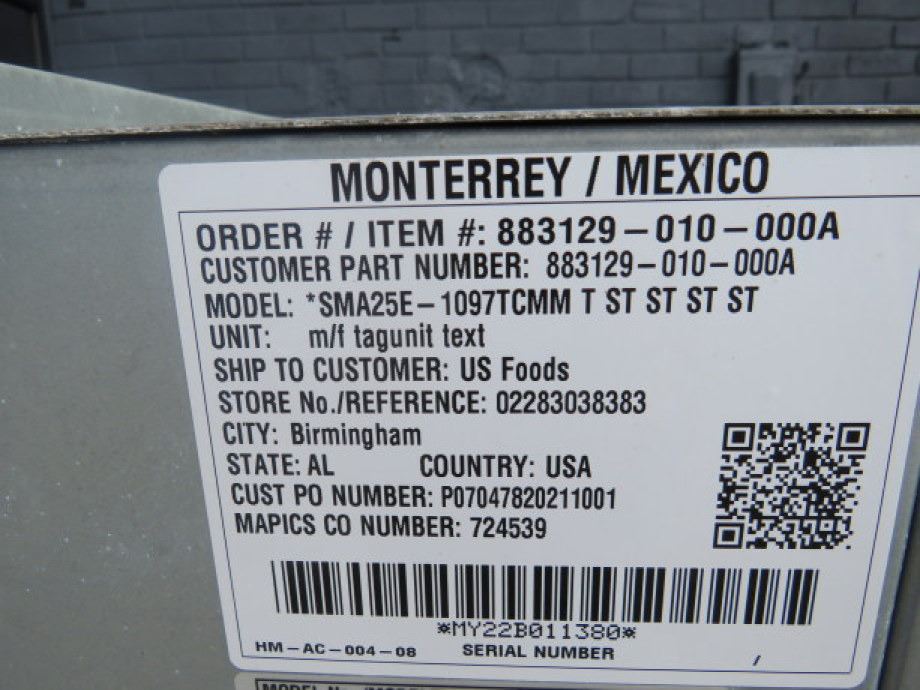 MONTERREY / MEXICO
ORDER # / ITEM #: 883129-010-000A
CUSTOMER PART NUMBER: 883129-010-000A
MODEL: *SMA25E-1097TCMM T ST ST ST ST
UNIT: m/f tagunit text
SHIP TO CUSTOMER: US Foods
STORE No./REFERENCE: 02283038383
CITY: Birmingham
STATE: AL COUNTRY: USA
CUST PO NUMBER: P07047820211001
MAPICS CO NUMBER: 724539
*MY22B011380*
HM-AC-004-08 SERIAL NUMBER /